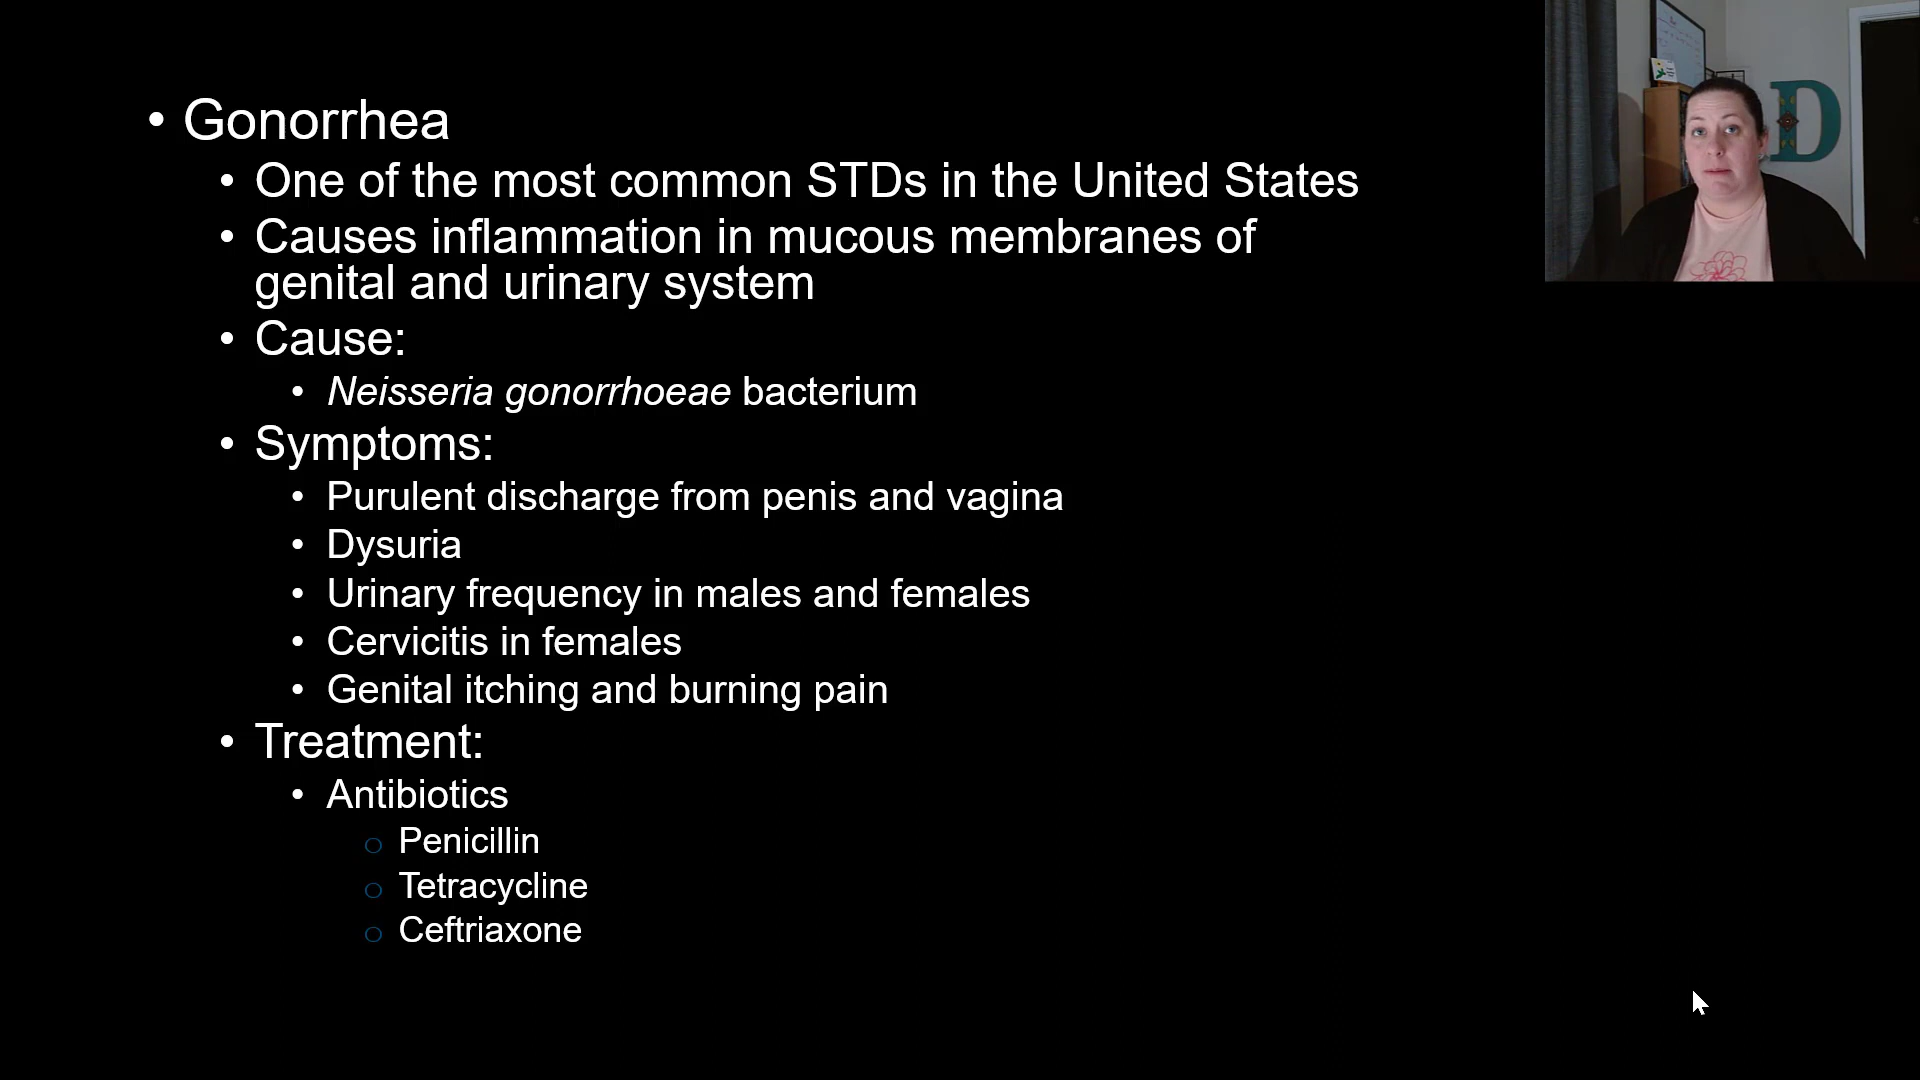 • Gonorrhea
• One of the most common STDs in the United States
• Causes inflammation in mucous membranes of
genital and urinary system
• Cause:
• Neisseria gonorrhoeae bacterium
• Symptoms:
• Purulent discharge from penis and vagina
• Dysuria
• Urinary frequency in males and females
• Cervicitis in females
• Genital itching and burning pain
• Treatment:
• Antibiotics
o Penicillin
o Tetracycline
o Ceftriaxone
D